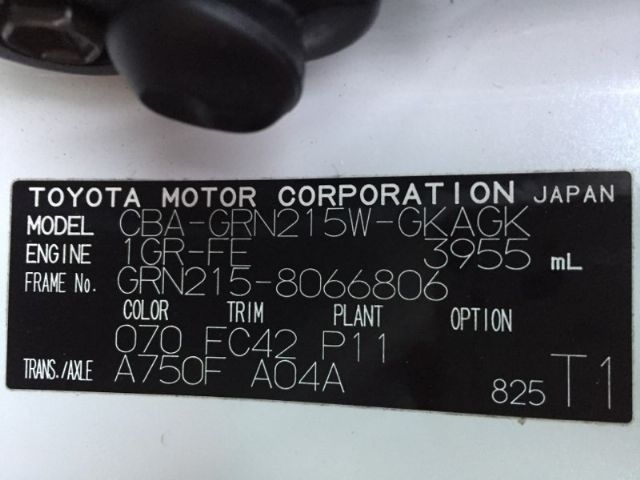 TOYOTA MOTOR CORPORATION JAPAN
MODEL CBA-GRN215W-GKAGK
ENGINE 1GR-FE 3955 mL
FRAME No. GRN215-8066806
COLOR TRIM PLANT OPTION
070 FC42 P11
TRANS./AXLE A750F A04A 825 T1